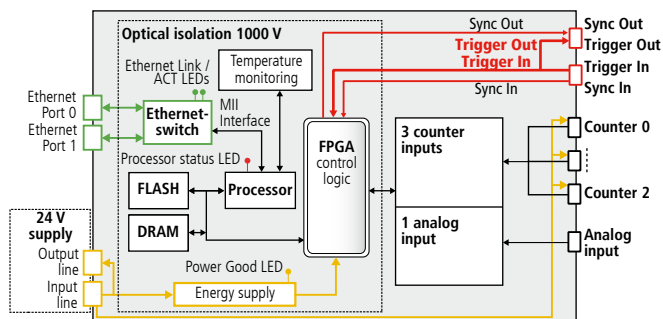 Optical isolation 1000 V
Sync Out
Sync Out
Trigger Out
Trigger Out
Trigger In
Trigger In
Sync In
Sync In
Ethernet Link /
ACT LEDs
Temperature
monitoring
Ethernet
Port 0
Ethernet
Port 1
Ethernet-
switch
MII
Interface
Processor status LED
FPGA
control
logic
3 counter
inputs
Counter 0
Counter 2
FLASH
Processor
DRAM
1 analog
input
Analog
input
24 V
supply
Output
line
Input
line
Power Good LED
Energy supply